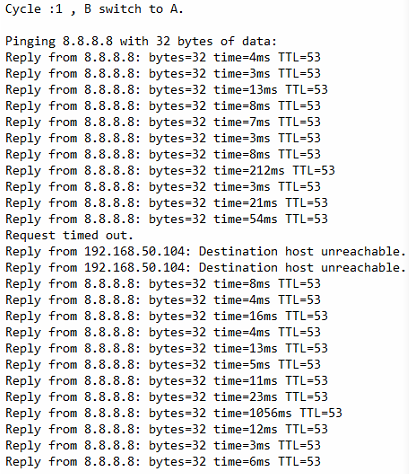 Cycle :1 , B switch to A.
Pinging 8.8.8.8 with 32 bytes of data:
Reply from 8.8.8.8: bytes=32 time=4ms TTL=53
Reply from 8.8.8.8: bytes=32 time=3ms TTL=53
Reply from 8.8.8.8: bytes=32 time=13ms TTL=53
Reply from 8.8.8.8: bytes=32 time=8ms TTL=53
Reply from 8.8.8.8: bytes=32 time=7ms TTL=53
Reply from 8.8.8.8: bytes=32 time=3ms TTL=53
Reply from 8.8.8.8: bytes=32 time=8ms TTL=53
Reply from 8.8.8.8: bytes=32 time=212ms TTL=53
Reply from 8.8.8.8: bytes=32 time=3ms TTL=53
Reply from 8.8.8.8: bytes=32 time=21ms TTL=53
Reply from 8.8.8.8: bytes=32 time=54ms TTL=53
Request timed out.
Reply from 192.168.50.104: Destination host unreachable.
Reply from 192.168.50.104: Destination host unreachable.
Reply from 8.8.8.8: bytes=32 time=8ms TTL=53
Reply from 8.8.8.8: bytes=32 time=4ms TTL=53
Reply from 8.8.8.8: bytes=32 time=16ms TTL=53
Reply from 8.8.8.8: bytes=32 time=4ms TTL=53
Reply from 8.8.8.8: bytes=32 time=13ms TTL=53
Reply from 8.8.8.8: bytes=32 time=5ms TTL=53
Reply from 8.8.8.8: bytes=32 time=11ms TTL=53
Reply from 8.8.8.8: bytes=32 time=23ms TTL=53
Reply from 8.8.8.8: bytes=32 time=1056ms TTL=53
Reply from 8.8.8.8: bytes=32 time=12ms TTL=53
Reply from 8.8.8.8: bytes=32 time=3ms TTL=53
Reply from 8.8.8.8: bytes=32 time=6ms TTL=53